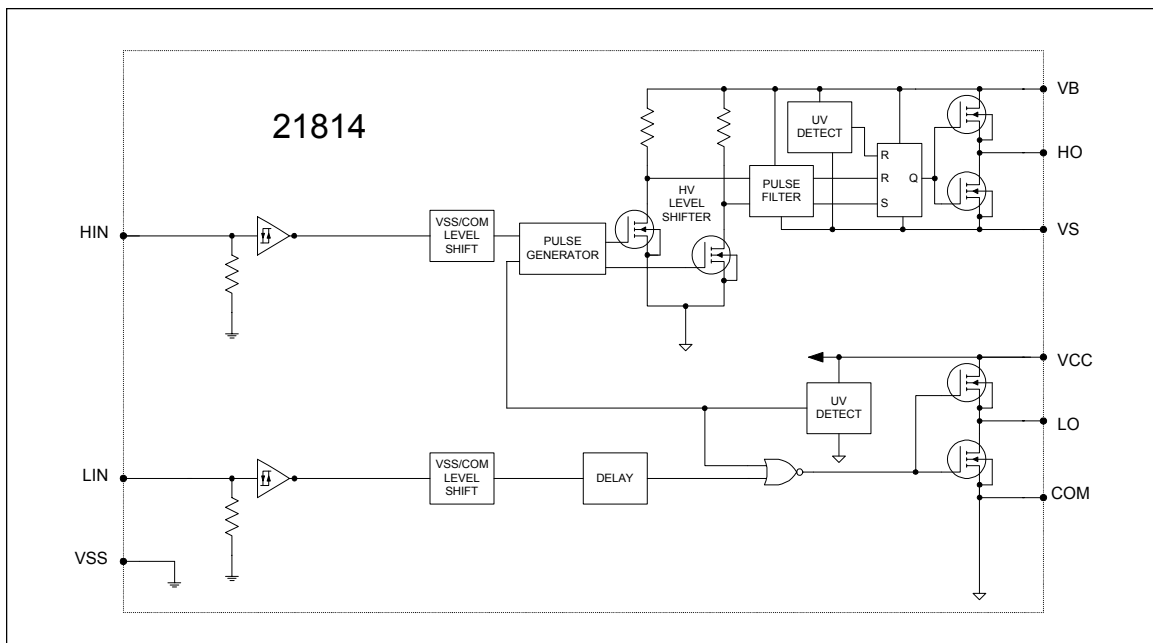 21814
VB
UV
DETECT
HO
R
R
Q
S
PULSE
FILTER
HV
LEVEL
SHIFTER
VS
HIN
VSS/COM
LEVEL
SHIFT
PULSE
GENERATOR
VCC
UV
DETECT
LO
LIN
VSS/COM
LEVEL
SHIFT
DELAY
COM
VSS